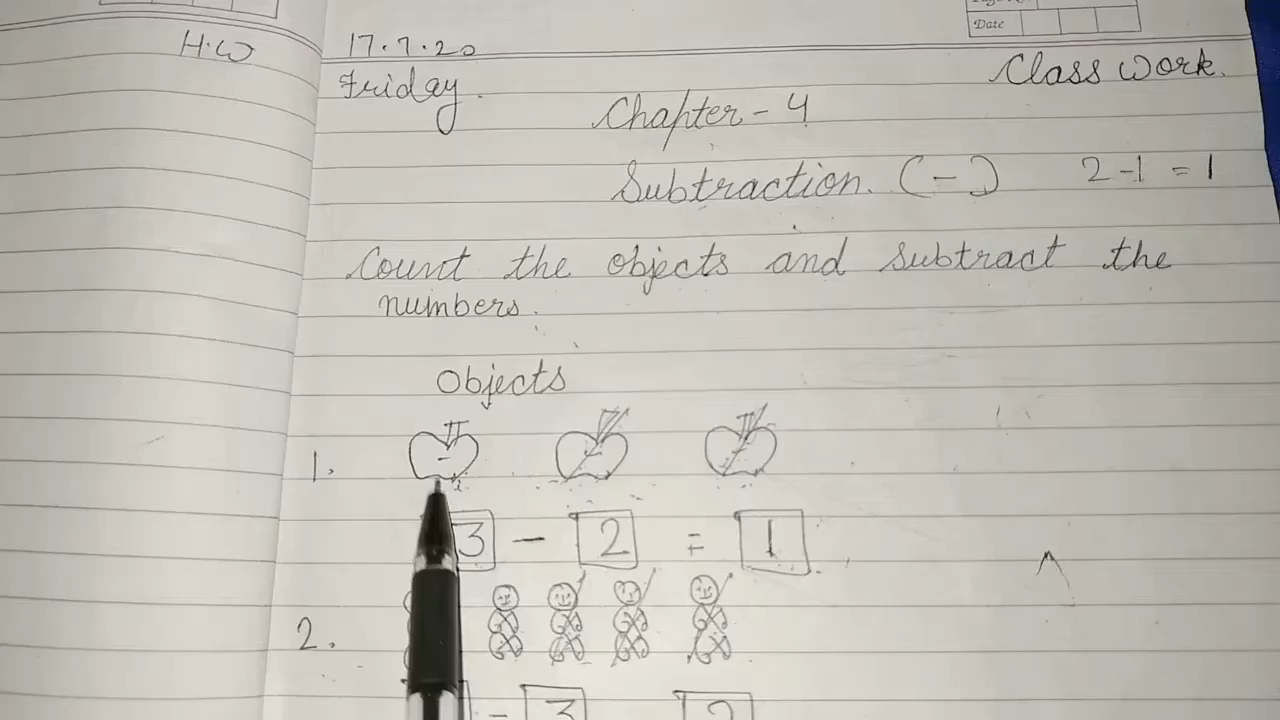 Date
H.W
17.7.20
Friday.
Class Work.
Chapter - 4
Subtraction. (-) 2 - 1 = 1
Count the objects and subtract the
numbers.
Objects
1.
3 - 2 = 1
2.
- 3 2